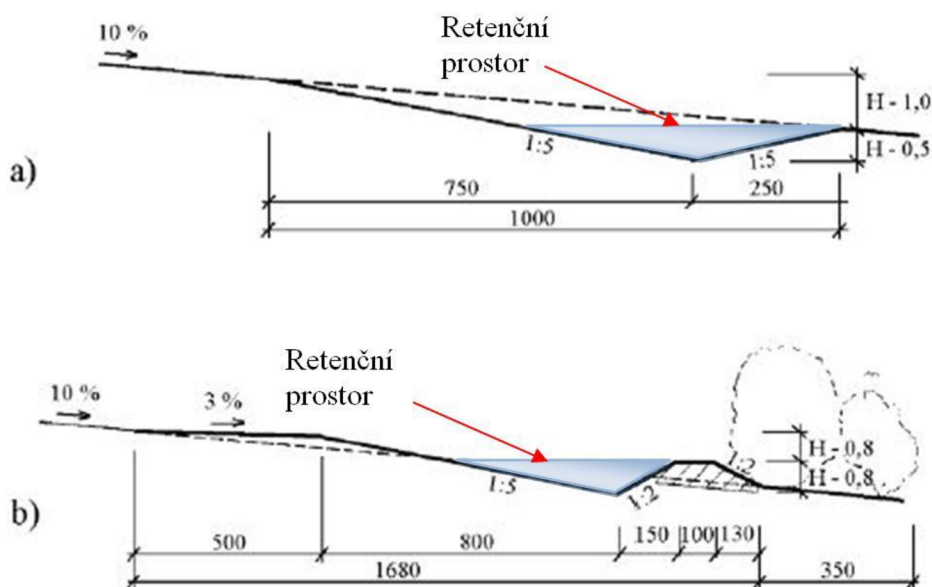 10 %
Retenční
prostor
H - 1,0
H - 0,5
1:5
1:5
a)
750
250
1000
10 %
3 %
Retenční
prostor
1:2
H - 0,8
H - 0,8
1:5
1:2
b)
500
800
150
100
130
1680
350